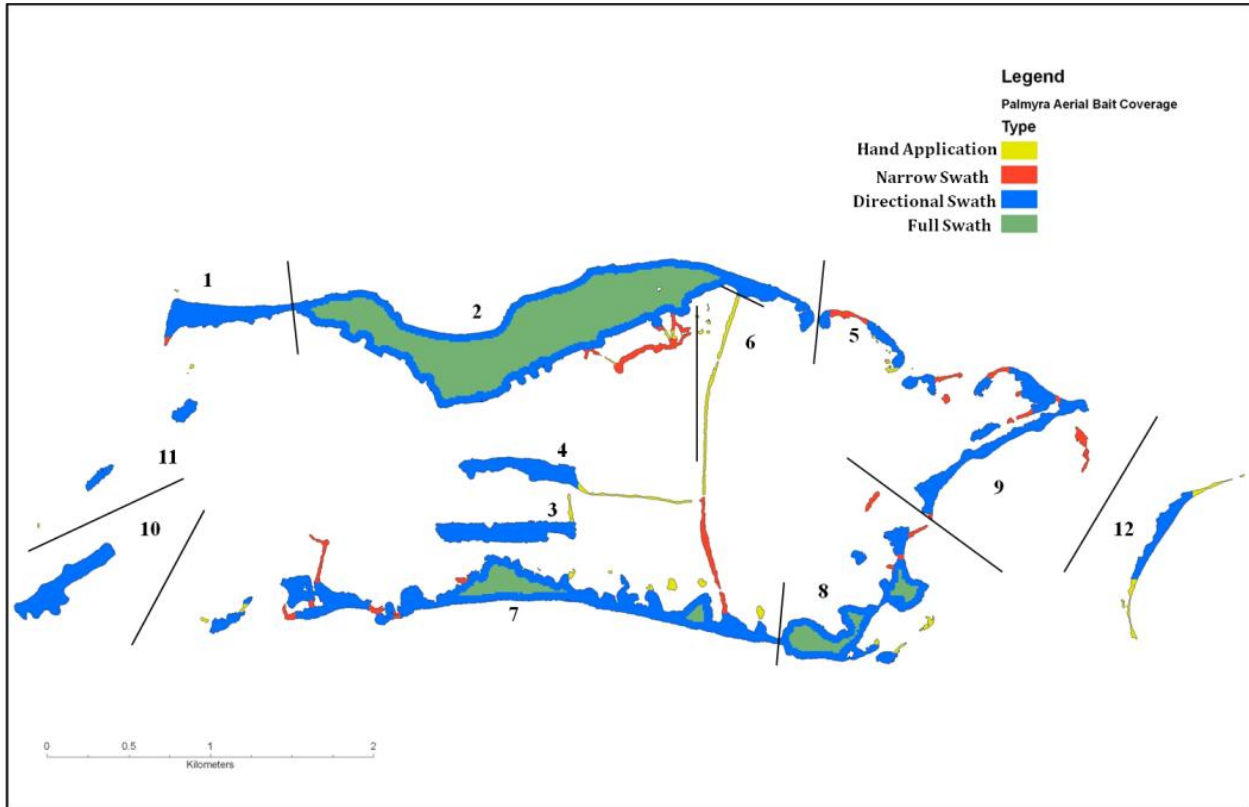 Legend
Palmyra Aerial Bait Coverage
Type
Hand Application
Narrow Swath
Directional Swath
Full Swath
1
2
5
6
4
11
9
3
10
12
8
7
0 0.5 1 2
Kilometers